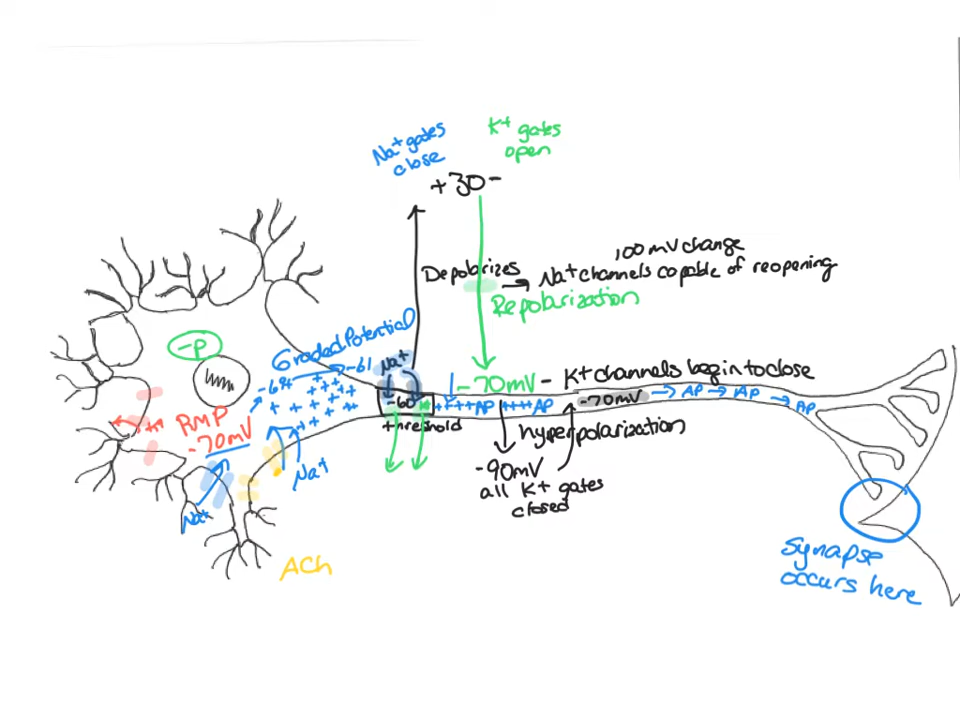 Na+ gates
close
K+ gates
open
+30-
100 mV change
Depolarizes
Na+ channels capable of reopening
Repolarization
Graded Potential
-P
-64
-61
Na+
-70mV - K+ channels begin to close
RMP
-70mV
-60
+++AP
++++AP
-70mV
AP
AP
AP
threshold
hyperpolarization
Na+
-90mV
all K+ gates
closed
Na+
ACh
Synapse
occurs here